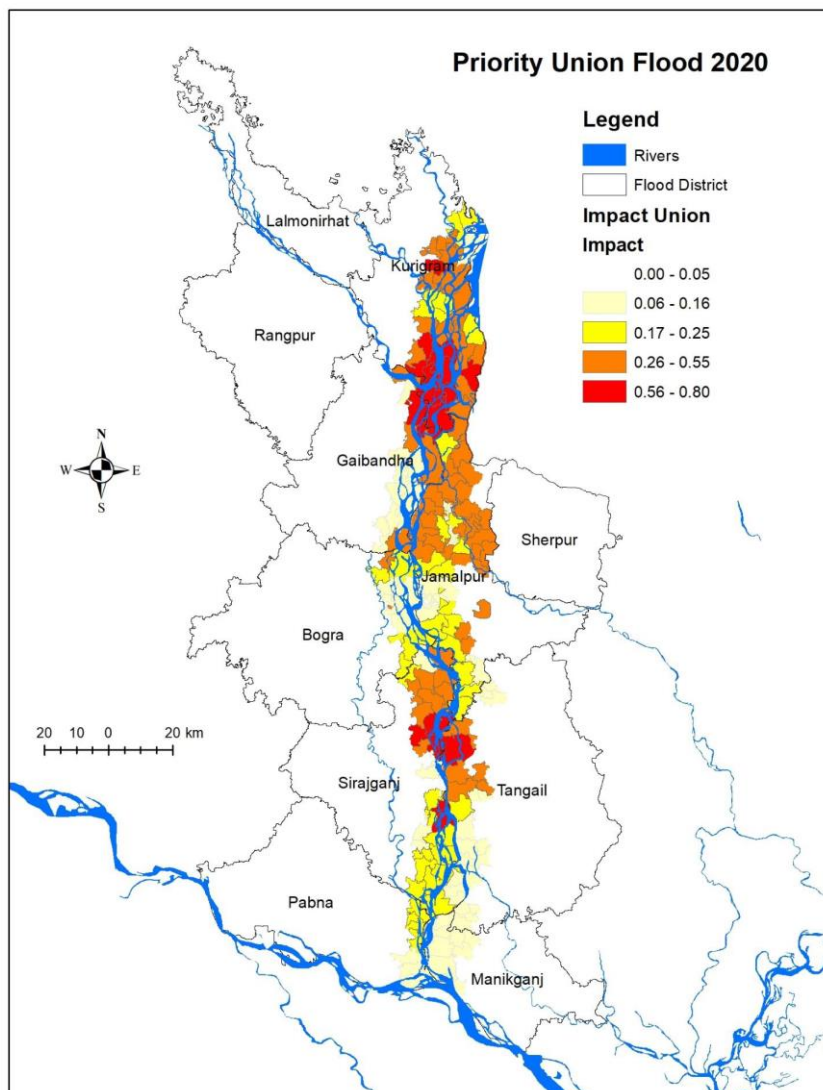 Priority Union Flood 2020
Legend
Rivers
Flood District
Impact Union
Impact
0.00 - 0.05
0.06 - 0.16
0.17 - 0.25
0.26 - 0.55
0.56 - 0.80
Lalmonirhat
Kurigram
Rangpur
Gaibandha
N
W E
S
Sherpur
Jamalpur
Bogra
20 10 0 20 km
Sirajganj
Tangail
Pabna
Manikganj